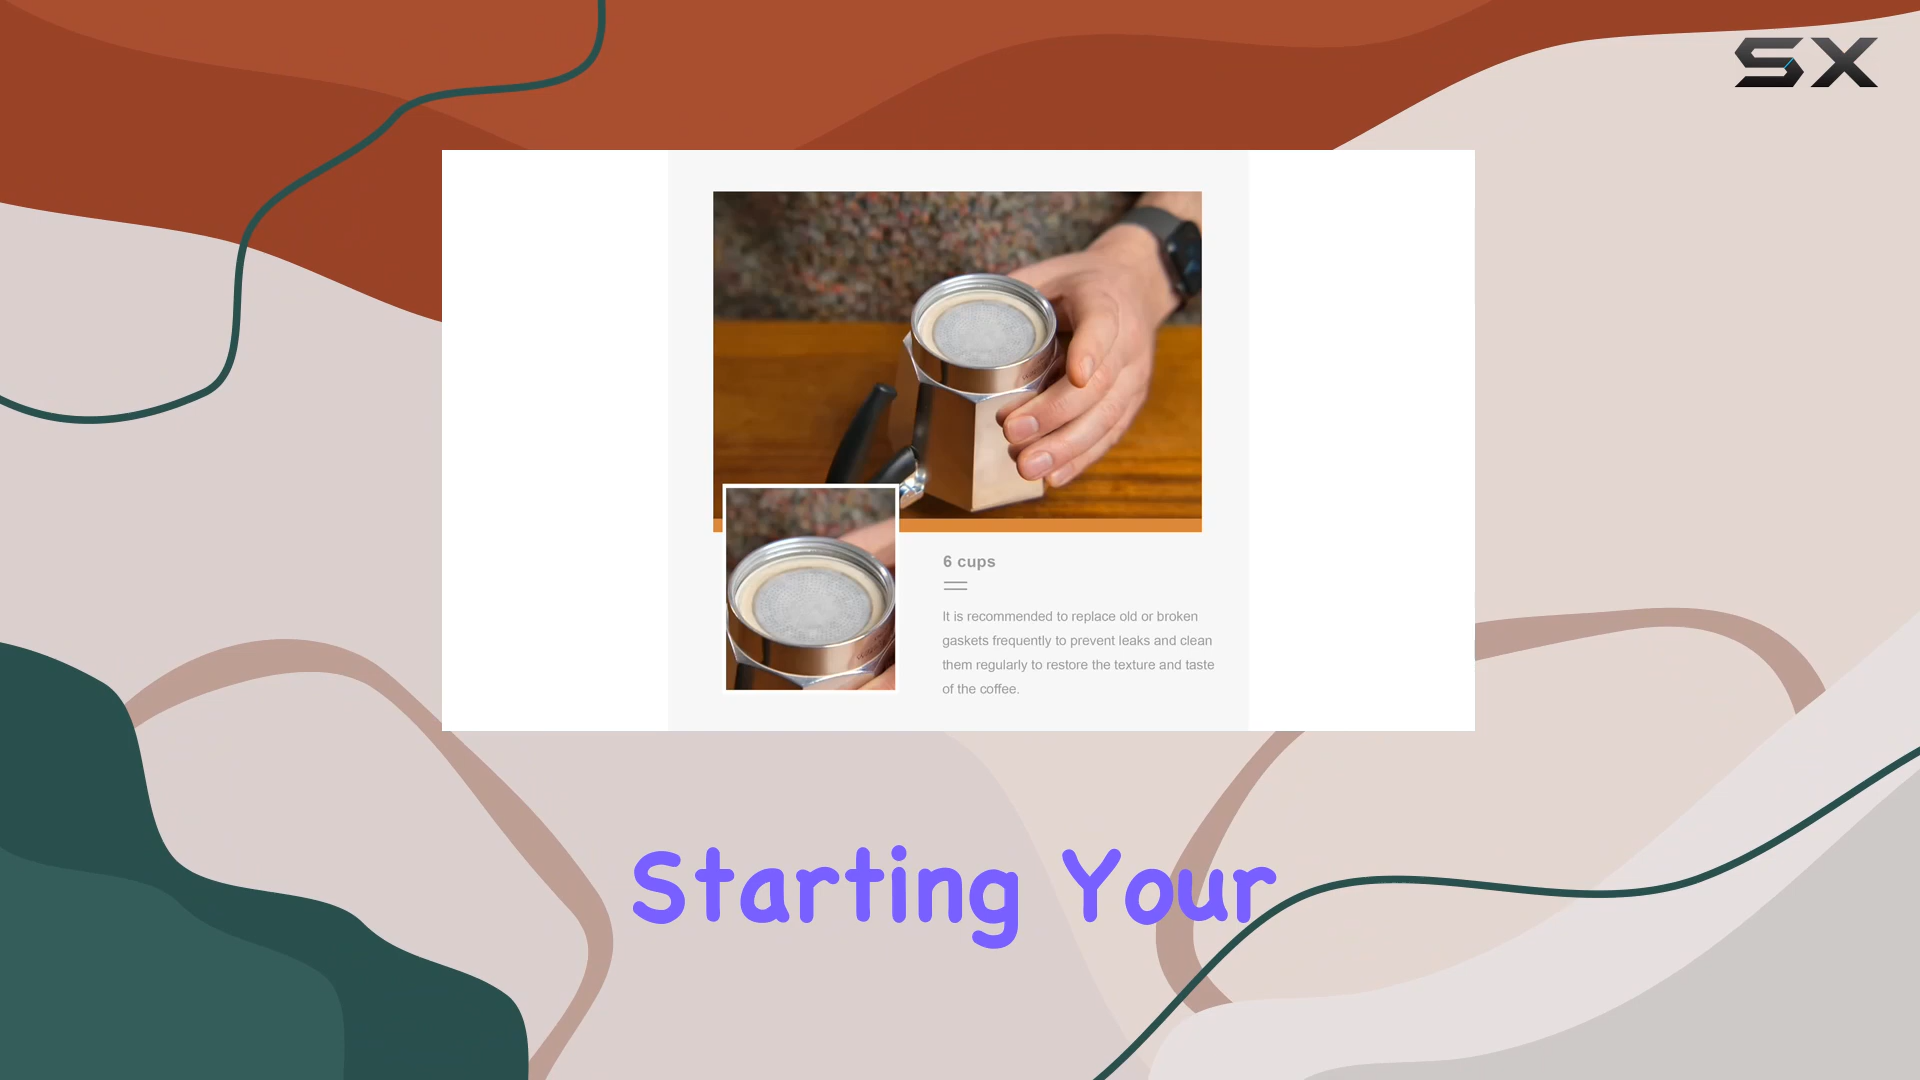 SX
6 cups
It is recommended to replace old or broken
gaskets frequently to prevent leaks and clean
them regularly to restore the texture and taste
of the coffee.
Starting Your